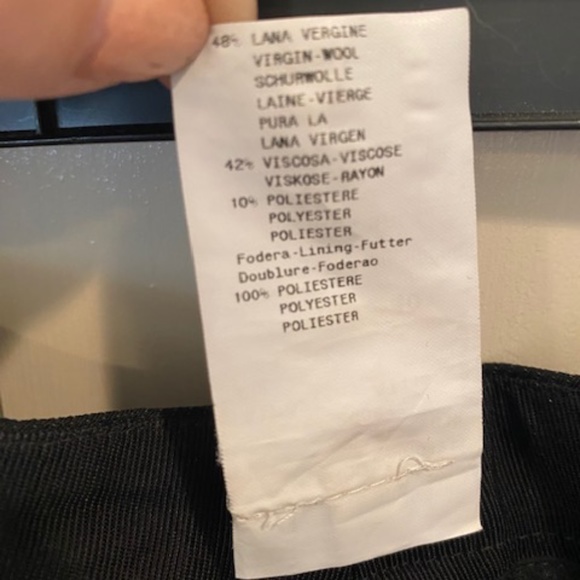 48% LANA VERGINE
VIRGIN-WOOL
SCHURWOLLE
LAINE-VIERGE
PURA LA
LANA VIRGEN
42% VISCOSA-VISCOSE
VISKOSE-RAYON
10% POLIESTERE
POLYESTER
POLIESTER
Fodera-Lining-Futter
Doublure-Foderao
100% POLIESTERE
POLYESTER
POLIESTER